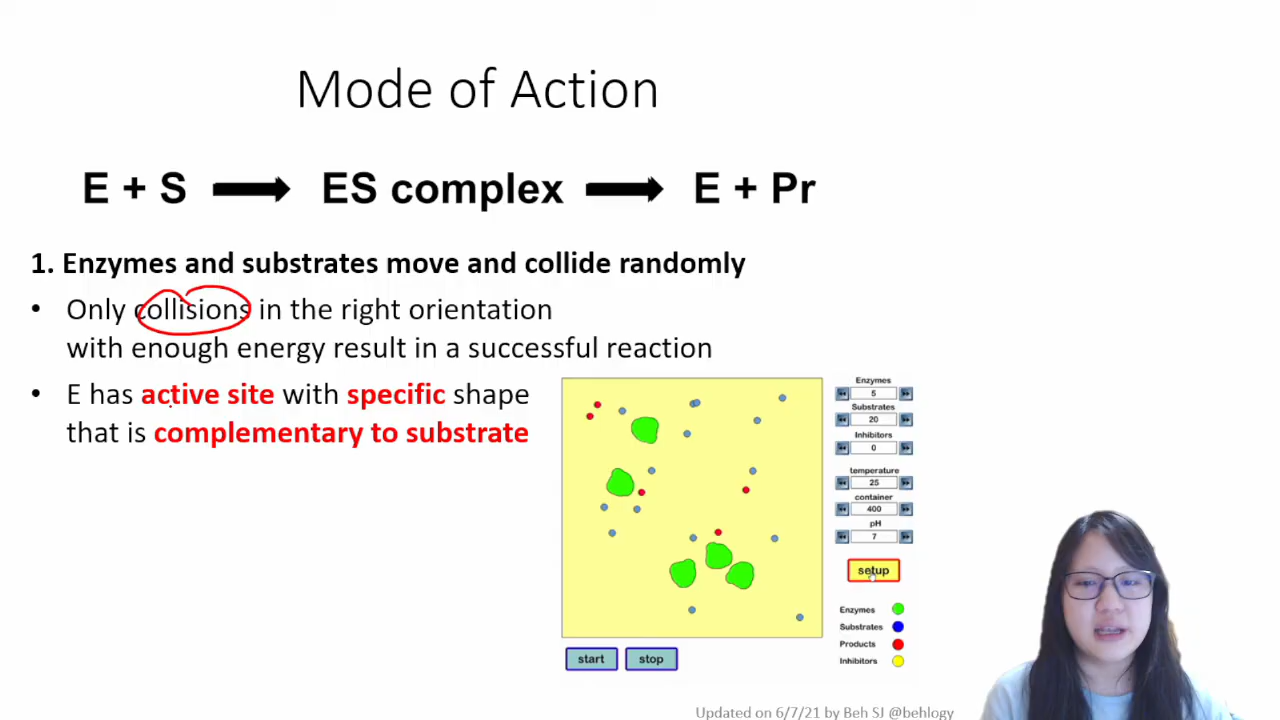 Mode of Action
E + S → ES complex → E + Pr
1. Enzymes and substrates move and collide randomly
• Only collisions in the right orientation
with enough energy result in a successful reaction
• E has active site with specific shape
that is complementary to substrate
Enzymes
5
Substrates
20
Inhibitors
0
temperature
25
container
400
pH
7
setup
Enzymes
Substrates
Products
Inhibitors
start stop
Updated on 6/7/21 by Beh SJ @behlogy